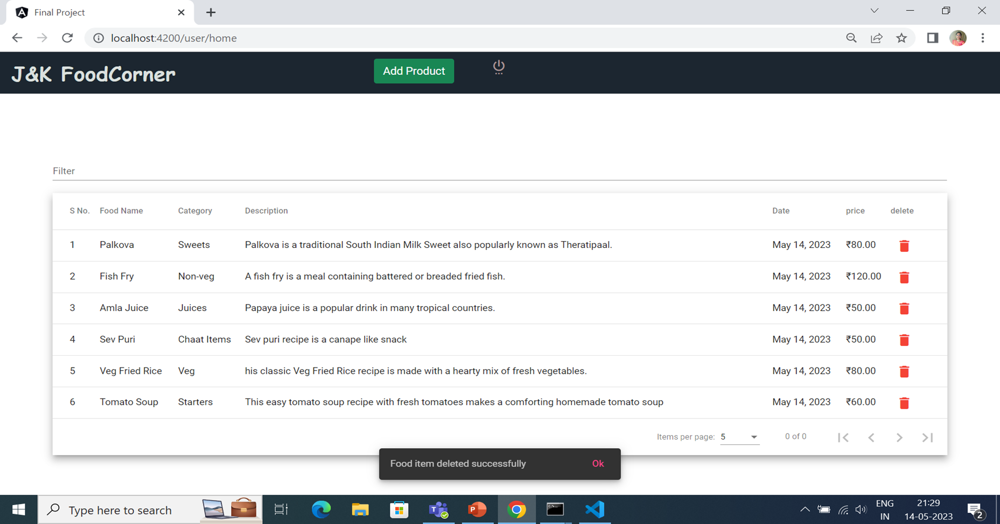 Final Project
localhost:4200/user/home
J&K FoodCorner
Add Product
Filter
S No. Food Name Category Description Date price delete
1 Palkova Sweets Palkova is a traditional South Indian Milk Sweet also popularly known as Theratipaal. May 14, 2023 ₹80.00
2 Fish Fry Non-veg A fish fry is a meal containing battered or breaded fried fish. May 14, 2023 ₹120.00
3 Amla Juice Juices Papaya juice is a popular drink in many tropical countries. May 14, 2023 ₹50.00
4 Sev Puri Chaat Items Sev puri recipe is a canape like snack May 14, 2023 ₹50.00
5 Veg Fried Rice Veg his classic Veg Fried Rice recipe is made with a hearty mix of fresh vegetables. May 14, 2023 ₹80.00
6 Tomato Soup Starters This easy tomato soup recipe with fresh tomatoes makes a comforting homemade tomato soup May 14, 2023 ₹60.00
Items per page: 5 0 of 0
Food item deleted successfully Ok
Type here to search
ENG 21:29
IN 14-05-2023 2